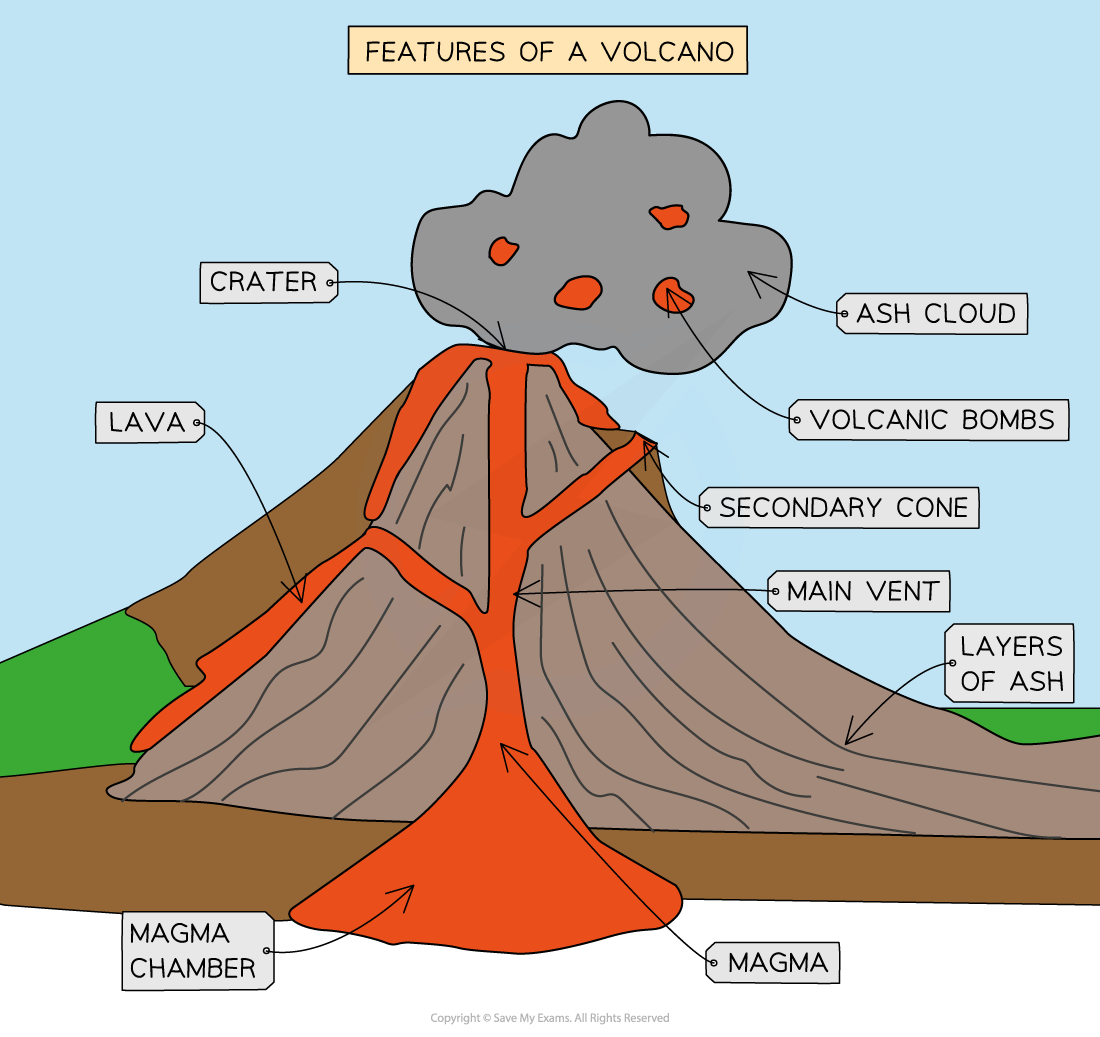 FEATURES OF A VOLCANO
CRATER
ASH CLOUD
LAVA
VOLCANIC BOMBS
SECONDARY CONE
MAIN VENT
LAYERS
OF ASH
MAGMA
CHAMBER
MAGMA
Copyright © Save My Exams. All Rights Reserved